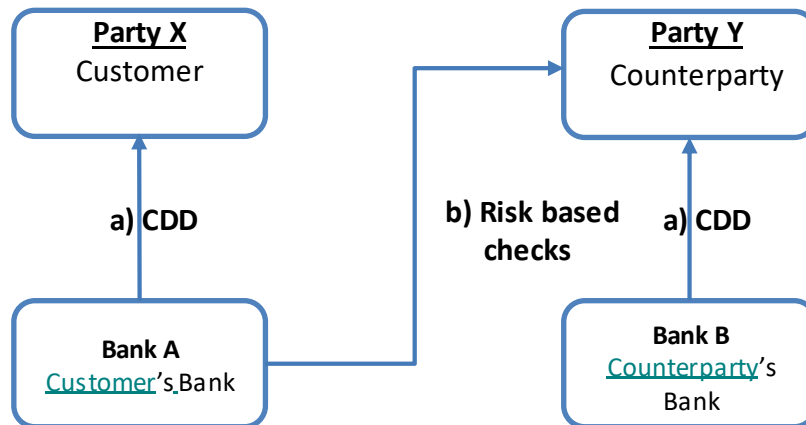 Party X
Customer
Party Y
Counterparty
a) CDD
b) Risk based
checks
a) CDD
Bank A
Customer's Bank
Bank B
Counterparty's
Bank